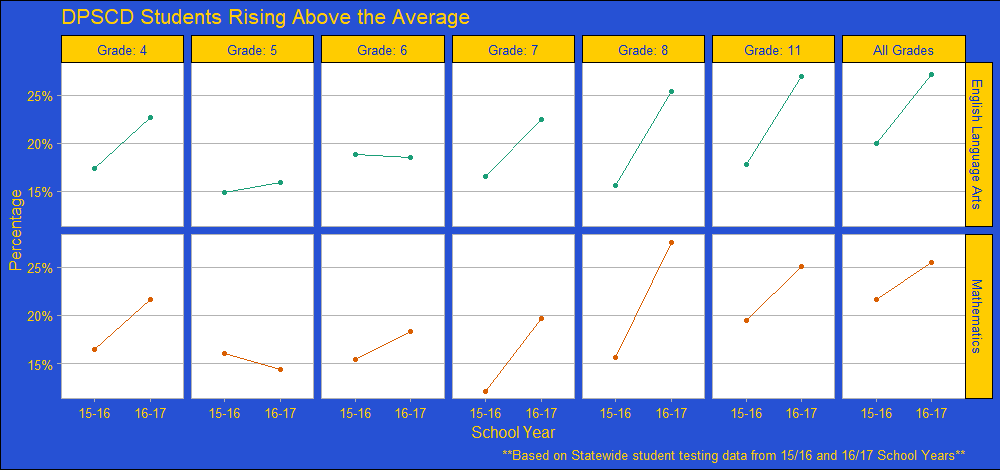 DPSCD Students Rising Above the Average
Grade: 4 Grade: 5 Grade: 6 Grade: 7 Grade: 8 Grade: 11 All Grades
Percentage
25%
20%
15%
English Language Arts
25%
20%
15%
Mathematics
15-16 16-17 15-16 16-17 15-16 16-17 15-16 16-17 15-16 16-17 15-16 16-17 15-16 16-17
School Year
**Based on Statewide student testing data from 15/16 and 16/17 School Years**